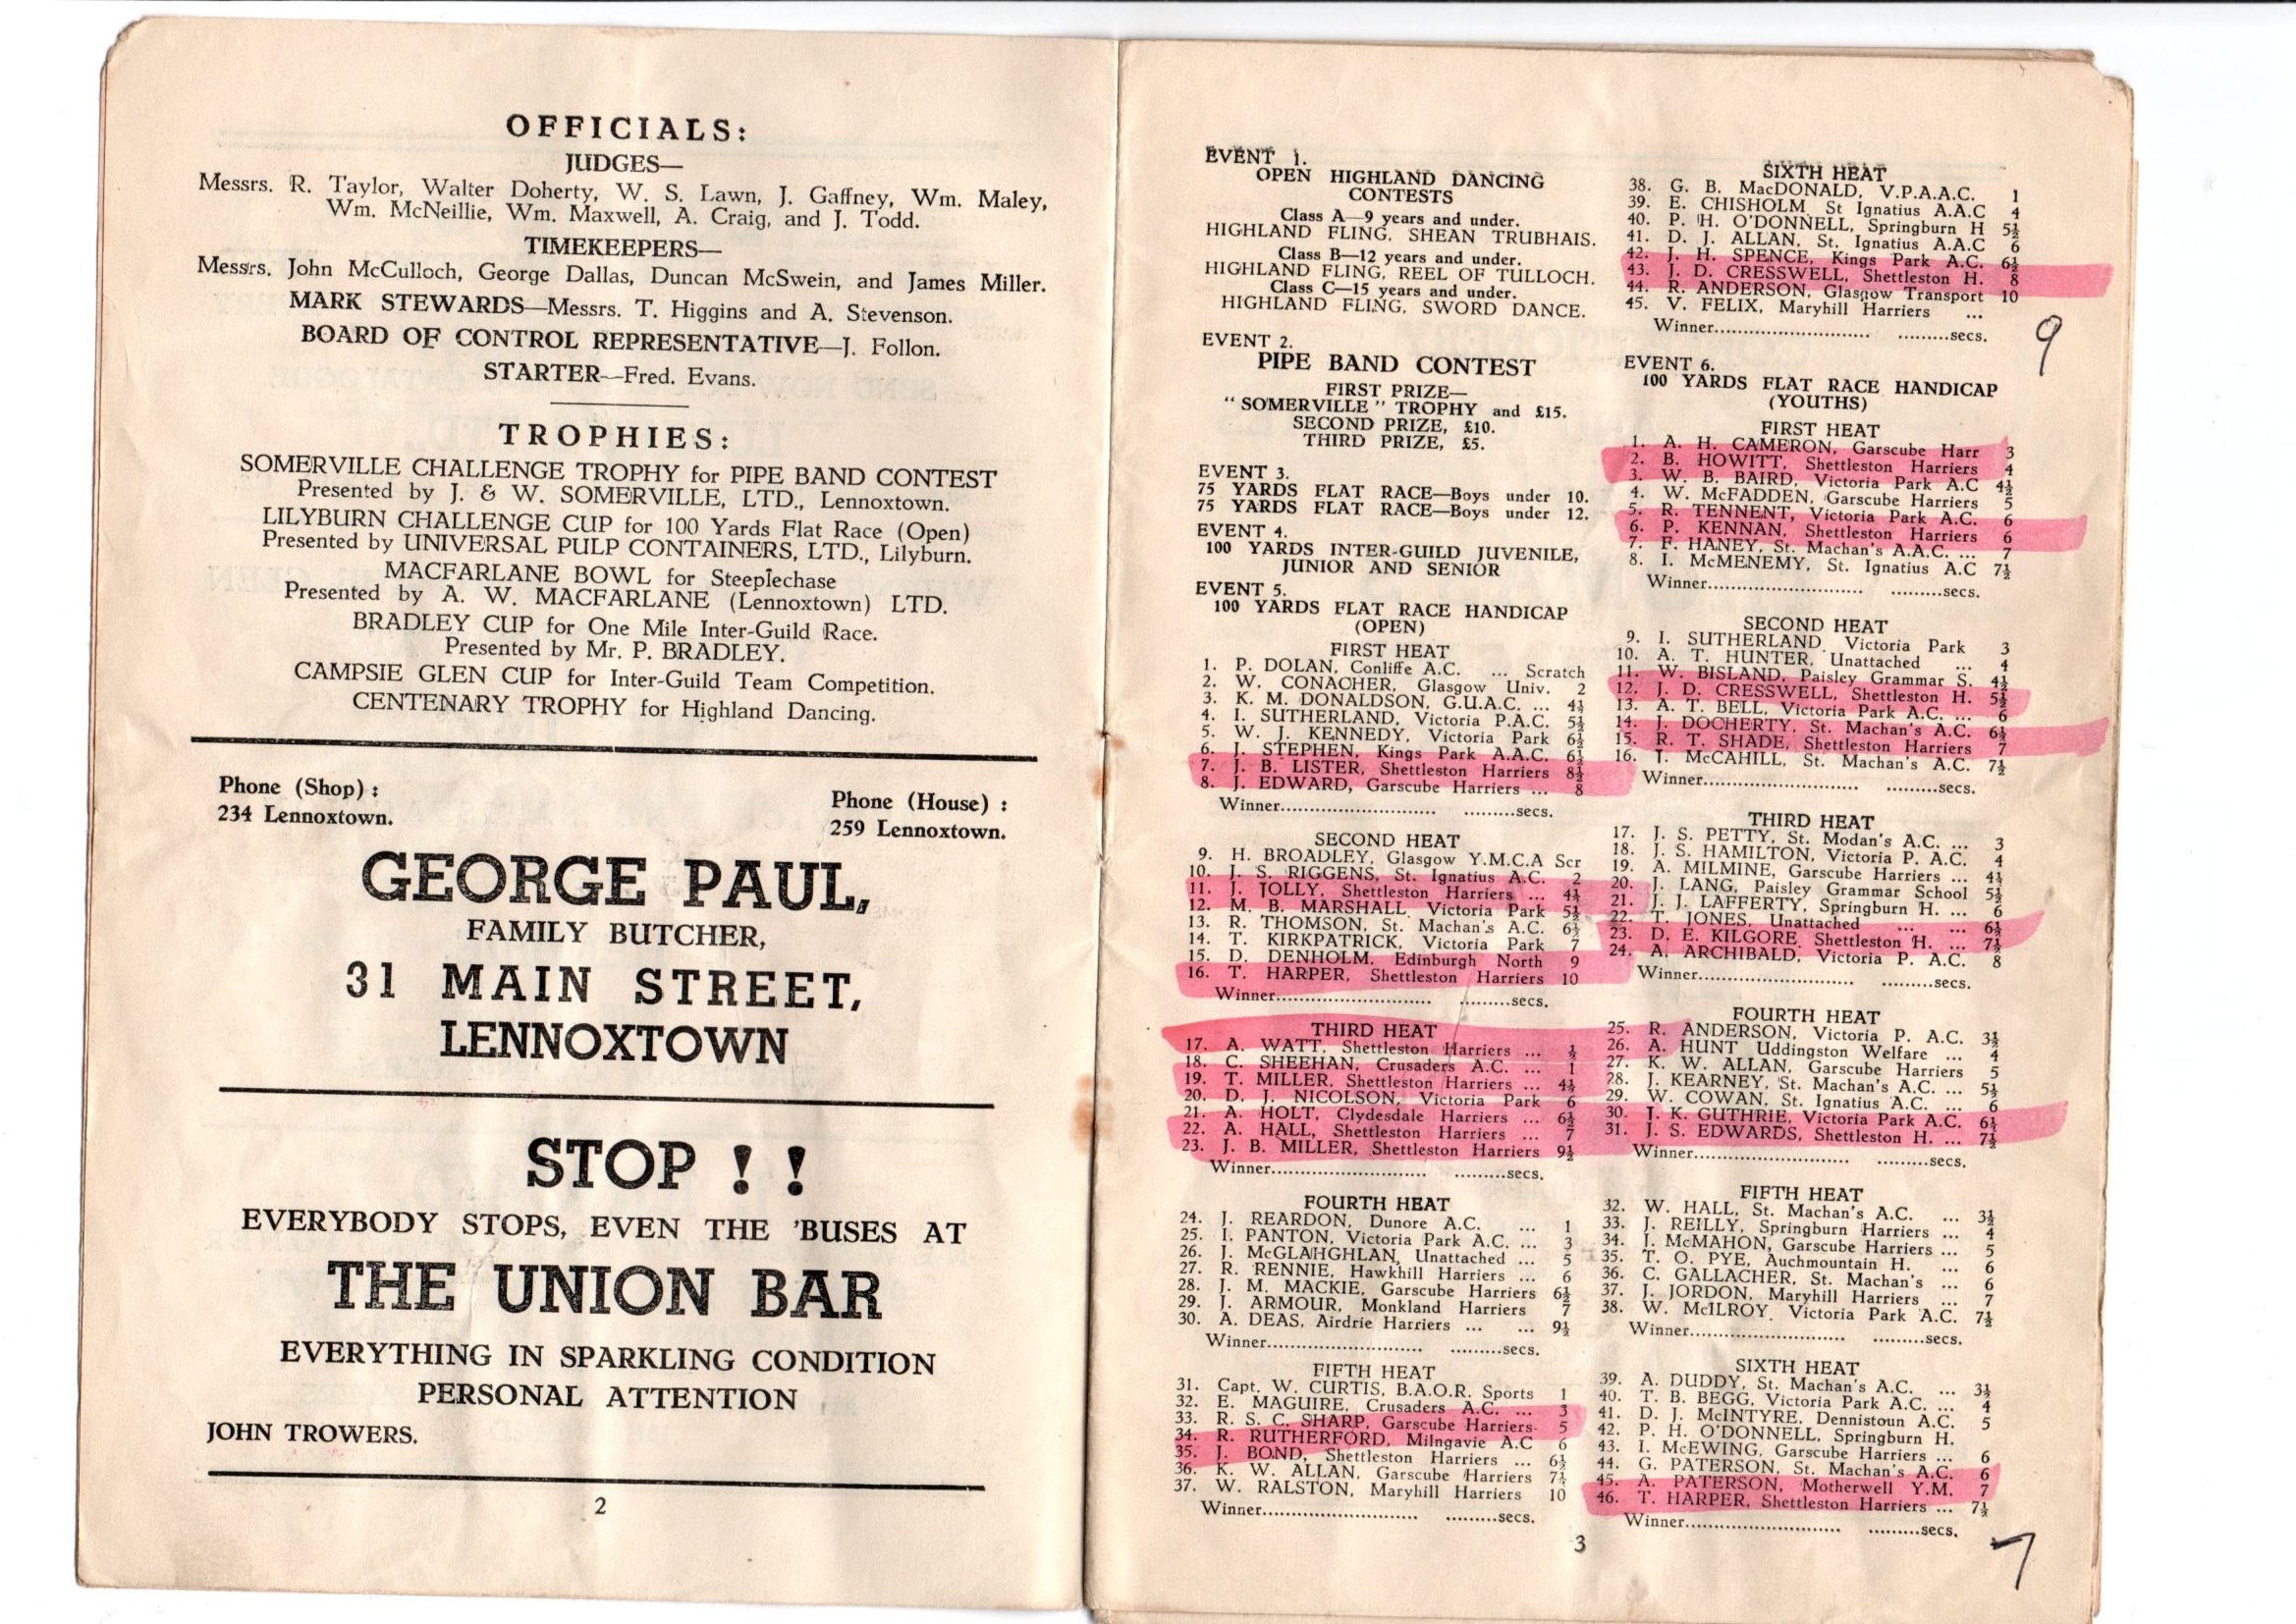 OFFICIALS:
JUDGES—
Messrs. R. Taylor, Walter Doherty, W. S. Lawn, J. Gaffney, Wm. Maley,
Wm. McNeillie, Wm. Maxwell, A. Craig, and J. Todd.
TIMEKEEPERS—
Messrs. John McCulloch, George Dallas, Duncan McSwein, and James Miller.
MARK STEWARDS—Messrs. T. Higgins and A. Stevenson.
BOARD OF CONTROL REPRESENTATIVE—J. Follon.
STARTER—Fred. Evans.
TROPHIES:
SOMERVILLE CHALLENGE TROPHY for PIPE BAND CONTEST
Presented by J. & W. SOMERVILLE, LTD., Lennoxtown.
LILYBURN CHALLENGE CUP for 100 Yards Flat Race (Open)
Presented by UNIVERSAL PULP CONTAINERS, LTD., Lilyburn.
MACFARLANE BOWL for Steeplechase
Presented by A. W. MACFARLANE (Lennoxtown) LTD.
BRADLEY CUP for One Mile Inter-Guild Race.
Presented by Mr. P. BRADLEY.
CAMPSIE GLEN CUP for Inter-Guild Team Competition.
CENTENARY TROPHY for Highland Dancing.
Phone (Shop) :
234 Lennoxtown.
Phone (House) :
259 Lennoxtown.
GEORGE PAUL,
FAMILY BUTCHER,
31 MAIN STREET,
LENNOXTOWN
STOP ! !
EVERYBODY STOPS, EVEN THE 'BUSES AT
THE UNION BAR
EVERYTHING IN SPARKLING CONDITION
PERSONAL ATTENTION
JOHN TROWERS.
2
EVENT 1.
OPEN HIGHLAND DANCING
CONTESTS
Class A—9 years and under.
HIGHLAND FLING, SHEAN TRUBHAIS.
Class B—12 years and under.
HIGHLAND FLING, REEL OF TULLOCH.
Class C—15 years and under.
HIGHLAND FLING, SWORD DANCE.
EVENT 2.
PIPE BAND CONTEST
FIRST PRIZE—
" SOMERVILLE " TROPHY and £15.
SECOND PRIZE, £10.
THIRD PRIZE, £5.
EVENT 3.
75 YARDS FLAT RACE—Boys under 10.
75 YARDS FLAT RACE—Boys under 12.
EVENT 4.
100 YARDS INTER-GUILD JUVENILE,
JUNIOR AND SENIOR
EVENT 5.
100 YARDS FLAT RACE HANDICAP
(OPEN)
FIRST HEAT
1. P. DOLAN, Conliffe A.C. ... Scratch
2. W. CONACHER, Glasgow Univ. 2
3. K. M. DONALDSON, G.U.A.C. ... 4½
4. I. SUTHERLAND, Victoria P.A.C. 5½
5. W. J. KENNEDY, Victoria Park 6½
6. J. STEPHEN, Kings Park A.A.C. 6½
7. J. B. LISTER, Shettleston Harriers 8½
8. J. EDWARD, Garscube Harriers ... 8
Winner.............................. .........secs.
SECOND HEAT
9. H. BROADLEY, Glasgow Y.M.C.A Scr
10. J. S. RIGGENS, St. Ignatius A.C. 2
11. J. JOLLY, Shettleston Harriers ... 4½
12. M. B. MARSHALL, Victoria Park 5½
13. R. THOMSON, St. Machan's A.C. 6½
14. T. KIRKPATRICK, Victoria Park 7
15. D. DENHOLM, Edinburgh North 9
16. T. HARPER, Shettleston Harriers 10
Winner.............................. .........secs.
THIRD HEAT
17. A. WATT, Shettleston Harriers ... ½
18. C. SHEEHAN, Crusaders A.C. ... 1
19. T. MILLER, Shettleston Harriers ... 4½
20. D. J. NICOLSON, Victoria Park 6
21. A. HOLT, Clydesdale Harriers ... 6½
22. A. HALL, Shettleston Harriers ... 7
23. J. B. MILLER, Shettleston Harriers 9½
Winner.............................. .........secs.
FOURTH HEAT
24. J. REARDON, Dunore A.C. ... 1
25. I. PANTON, Victoria Park A.C. ... 3
26. J. McGLAHGHLAN, Unattached ... 5
27. R. RENNIE, Hawkhill Harriers ... 6
28. J. M. MACKIE, Garscube Harriers 6½
29. J. ARMOUR, Monkland Harriers 7
30. A. DEAS, Airdrie Harriers ... ... 9½
Winner.............................. .........secs.
FIFTH HEAT
31. Capt. W. CURTIS, B.A.O.R. Sports 1
32. E. MAGUIRE, Crusaders A.C. ... 3
33. R. S. C. SHARP, Garscube Harriers 5
34. R. RUTHERFORD, Milngavie A.C 6
35. J. BOND, Shettleston Harriers ... 6½
36. K. W. ALLAN, Garscube Harriers 7½
37. W. RALSTON, Maryhill Harriers 10
Winner.............................. .........secs.
SIXTH HEAT
38. G. B. MacDONALD, V.P.A.A.C. 1
39. E. CHISHOLM, St Ignatius A.A.C 4
40. P. H. O'DONNELL, Springburn H 5½
41. D. J. ALLAN, St. Ignatius A.A.C 6
42. J. H. SPENCE, Kings Park A.C. 6½
43. J. D. CRESSWELL, Shettleston H. 8
44. R. ANDERSON, Glasgow Transport 10
45. V. FELIX, Maryhill Harriers ...
Winner.............................. .........secs.
9
EVENT 6.
100 YARDS FLAT RACE HANDICAP
(YOUTHS)
FIRST HEAT
1. A. H. CAMERON, Garscube Harr 3
2. B. HOWITT, Shettleston Harriers 4
3. W. B. BAIRD, Victoria Park A.C 4½
4. W. McFADDEN, Garscube Harriers 5
5. R. TENNENT, Victoria Park A.C. 6
6. P. KENNAN, Shettleston Harriers 6
7. F. HANEY, St. Machan's A.A.C. ... 7
8. I. McMENEMY, St. Ignatius A.C 7½
Winner.............................. .........secs.
SECOND HEAT
9. I. SUTHERLAND, Victoria Park 3
10. A. T. HUNTER, Unattached ... 4
11. W. BISLAND, Paisley Grammar S. 4½
12. J. D. CRESSWELL, Shettleston H. 5½
13. A. T. BELL, Victoria Park A.C. ... 6
14. J. DOCHERTY, St. Machan's A.C. 6½
15. R. T. SHADE, Shettleston Harriers 7
16. T. McCAHILL, St. Machan's A.C. 7½
Winner.............................. .........secs.
THIRD HEAT
17. J. S. PETTY, St. Modan's A.C. ... 3
18. J. S. HAMILTON, Victoria P. A.C. 4
19. A. MILMINE, Garscube Harriers ... 4½
20. J. LANG, Paisley Grammar School 5½
21. J. J. LAFFERTY, Springburn H. ... 6
22. T. JONES, Unattached ... ... 6½
23. D. E. KILGORE, Shettleston H. ... 7½
24. A. ARCHIBALD, Victoria P. A.C. 8
Winner.............................. .........secs.
FOURTH HEAT
25. R. ANDERSON, Victoria P. A.C. 3½
26. A. HUNT Uddingston Welfare ... 4
27. K. W. ALLAN, Garscube Harriers 5
28. J. KEARNEY, St. Machan's A.C. ... 5½
29. W. COWAN, St. Ignatius A.C. ... 6
30. J. K. GUTHRIE, Victoria Park A.C. 6½
31. J. S. EDWARDS, Shettleston H. ... 7½
Winner.............................. .........secs.
FIFTH HEAT
32. W. HALL, St. Machan's A.C. ... 3½
33. J. REILLY, Springburn Harriers ... 4
34. J. McMAHON, Garscube Harriers ... 5
35. T. O. PYE, Auchmountain H. ... 6
36. C. GALLACHER, St. Machan's ... 6
37. J. JORDON, Maryhill Harriers ... 7
38. W. McILROY, Victoria Park A.C. 7½
Winner.............................. .........secs.
SIXTH HEAT
39. A. DUDDY, St. Machan's A.C. ... 3½
40. T. B. BEGG, Victoria Park A.C. ... 4
41. D. J. McINTYRE, Dennistoun A.C. 5
42. P. H. O'DONNELL, Springburn H.
43. I. McEWING, Garscube Harriers ... 6
44. G. PATERSON, St. Machan's A.C. 6
45. A. PATERSON, Motherwell Y.M. 7
46. T. HARPER, Shettleston Harriers ... 7½
Winner.............................. .........secs.
3
7